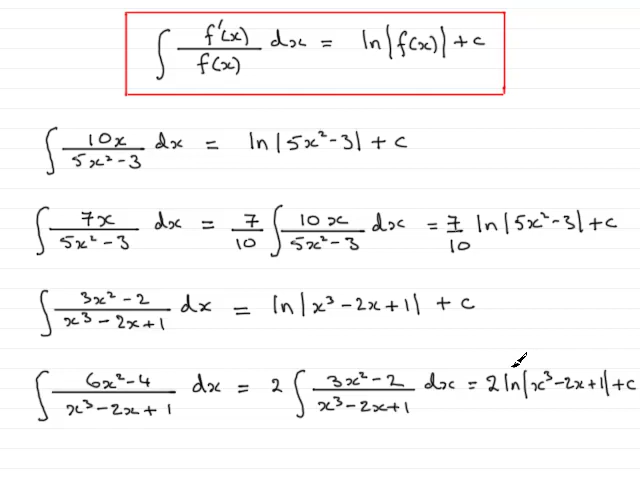 ∫ f'(x)/f(x) dx = ln|f(x)| + c
∫ 10x/(5x² - 3) dx = ln|5x² - 3| + c
∫ 7x/(5x² - 3) dx = 7/10 ∫ 10x/(5x² - 3) dx = 7/10 ln|5x² - 3| + c
∫ (3x² - 2)/(x³ - 2x + 1) dx = ln|x³ - 2x + 1| + c
∫ (6x² - 4)/(x³ - 2x + 1) dx = 2 ∫ (3x² - 2)/(x³ - 2x + 1) dx = 2 ln|x³ - 2x + 1| + c